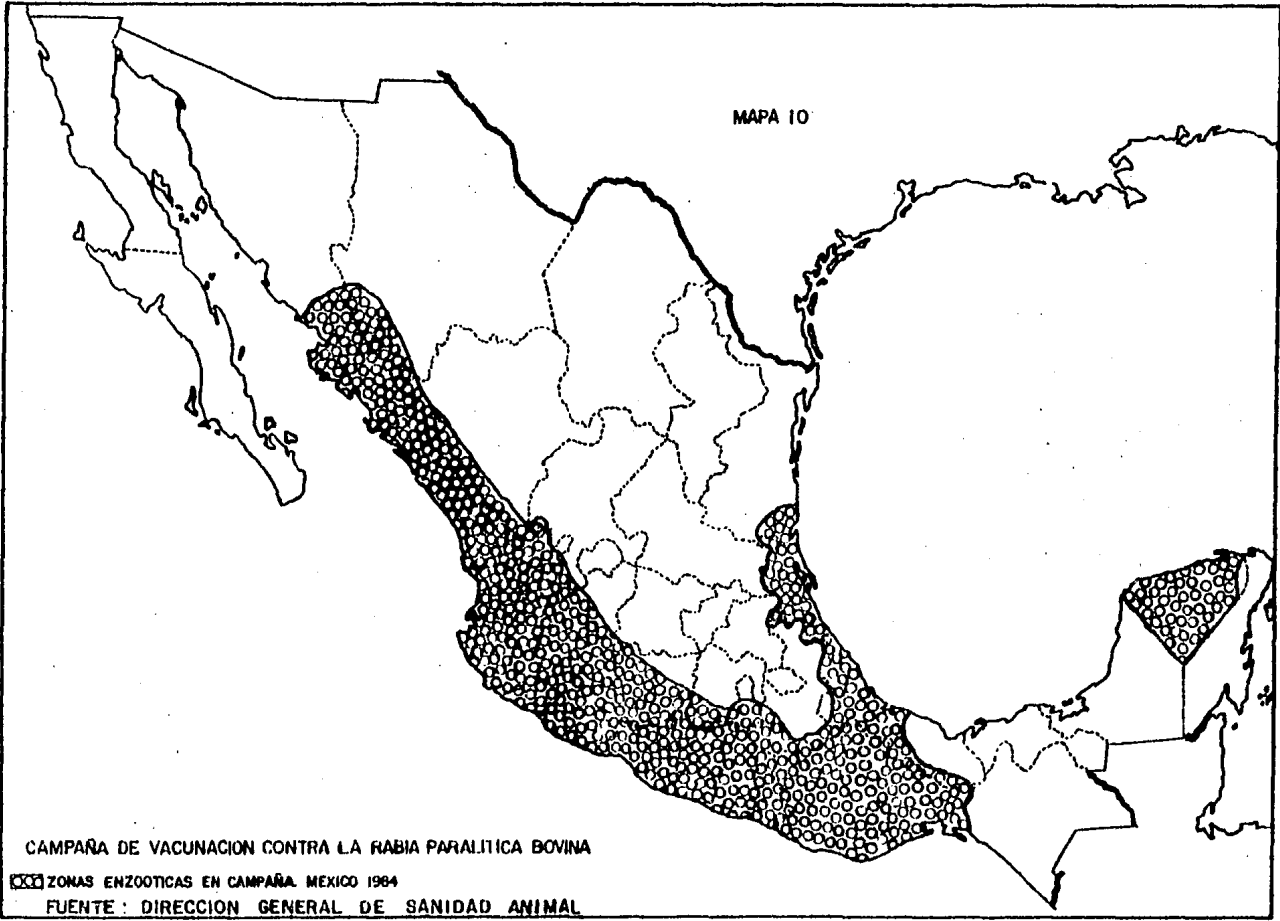 MAPA 10
CAMPAÑA DE VACUNACION CONTRA LA RABIA PARALITICA BOVINA
ZONAS ENZOOTICAS EN CAMPAÑA. MEXICO 1984
FUENTE : DIRECCION GENERAL DE SANIDAD ANIMAL